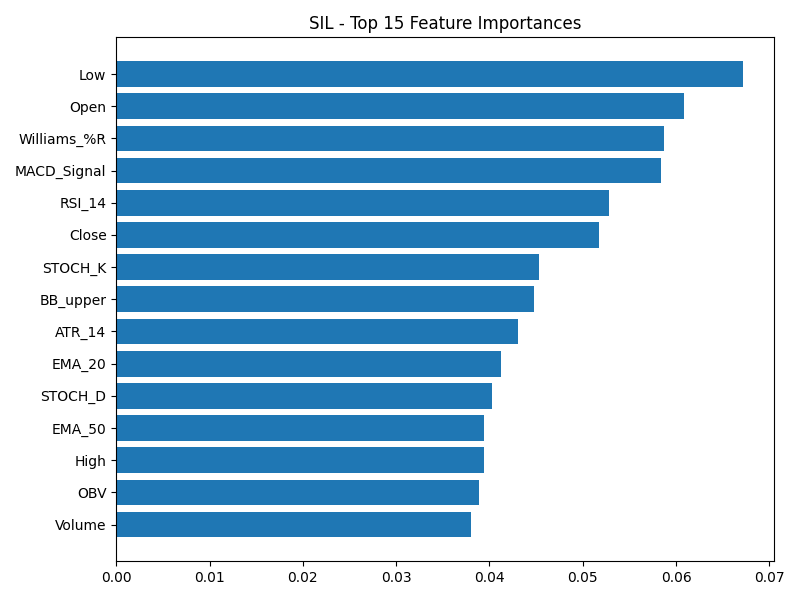 SIL - Top 15 Feature Importances
Low
Open
Williams_%R
MACD_Signal
RSI_14
Close
STOCH_K
BB_upper
ATR_14
EMA_20
STOCH_D
EMA_50
High
OBV
Volume
0.00 0.01 0.02 0.03 0.04 0.05 0.06 0.07